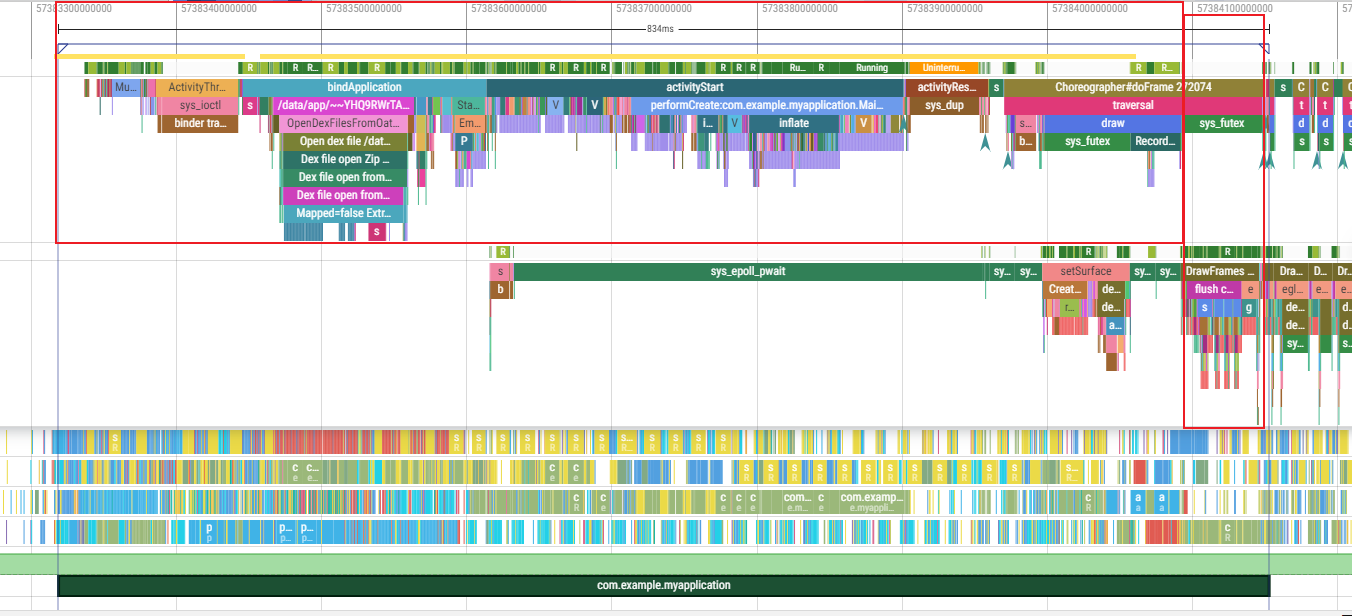 57383300000000 57383400000000 57383500000000 57383600000000 57383700000000 57383800000000 57383900000000 57384000000000 57384100000000 57
834ms
R R R... R R R R R R R R Ru... R Running Uninterru... R R...
Mu... ActivityThr... bindApplication activityStart activityRes... s Choreographer#doFrame 272074 s C C C
sys_ioctl s /data/app/~~YHQ9RWrTA... Sta... V V performCreate:com.example.myapplication.Mai... sys_dup traversal t t t
binder tra... OpenDexFilesFromOat... Em... i... V inflate V s... draw sys_futex d d d
Open dex file /dat... P b... sys_futex Record... s s s
Dex file open Zip ...
Dex file open from...
Dex file open from...
Mapped=false Extr...
s
R R R
s sys_epoll_pwait sy... sy... setSurface sy... sy... DrawFrames ... Dra... D... Dr...
b Creat... de... flush c... e egl... e... e...
r... de... s g de... d.
a... de... d.
sy... s..
S S S S S S S S... S S S S
R R R R R R R R R R R R
c c... c c S S S S S S S S S S S S S...
e e... e e R R R R R R R R R R R R R
c c c c c com... c com.examp... c a a
R e e e e e.m... e e.myappli... R a a
p p... p... c
p p... p... R
com.example.myapplication